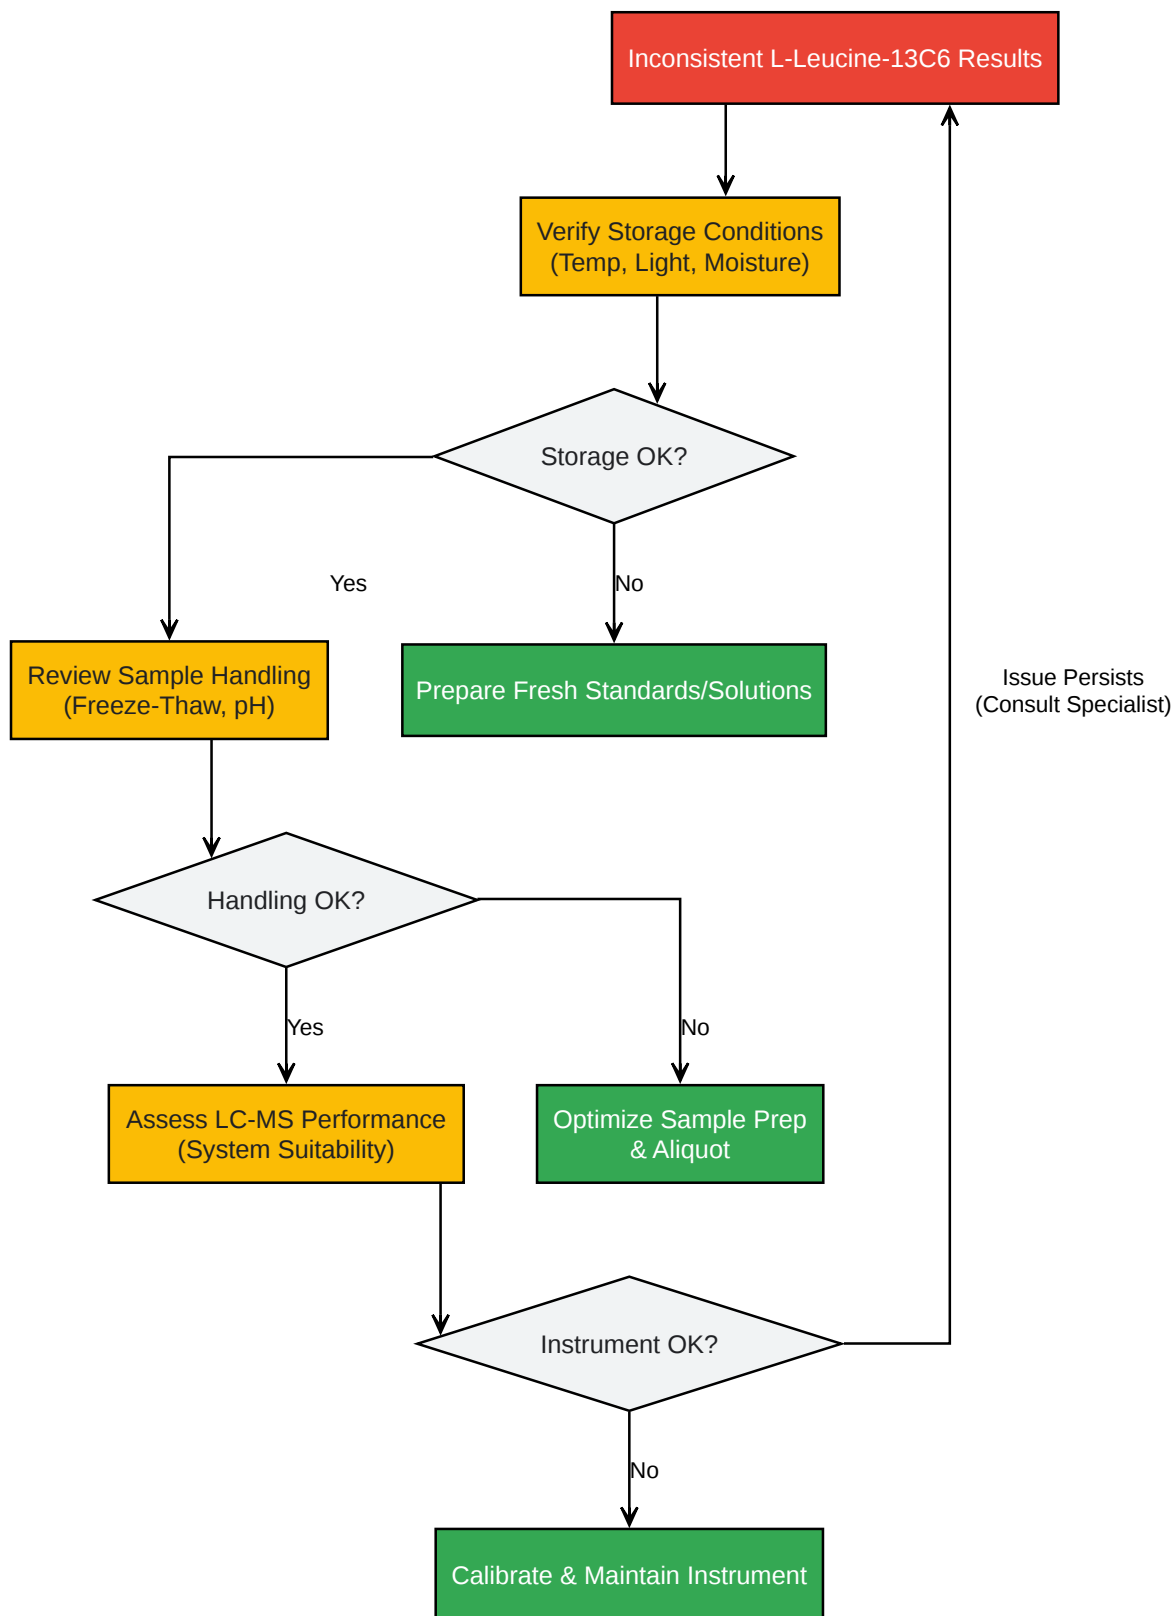 Inconsistent L-Leucine-13C6 Results
Verify Storage Conditions
(Temp, Light, Moisture)
Storage OK?
Yes
No
Review Sample Handling
(Freeze-Thaw, pH)
Prepare Fresh Standards/Solutions
Issue Persists
(Consult Specialist)
Handling OK?
Yes
No
Assess LC-MS Performance
(System Suitability)
Optimize Sample Prep
& Aliquot
Instrument OK?
No
Calibrate & Maintain Instrument